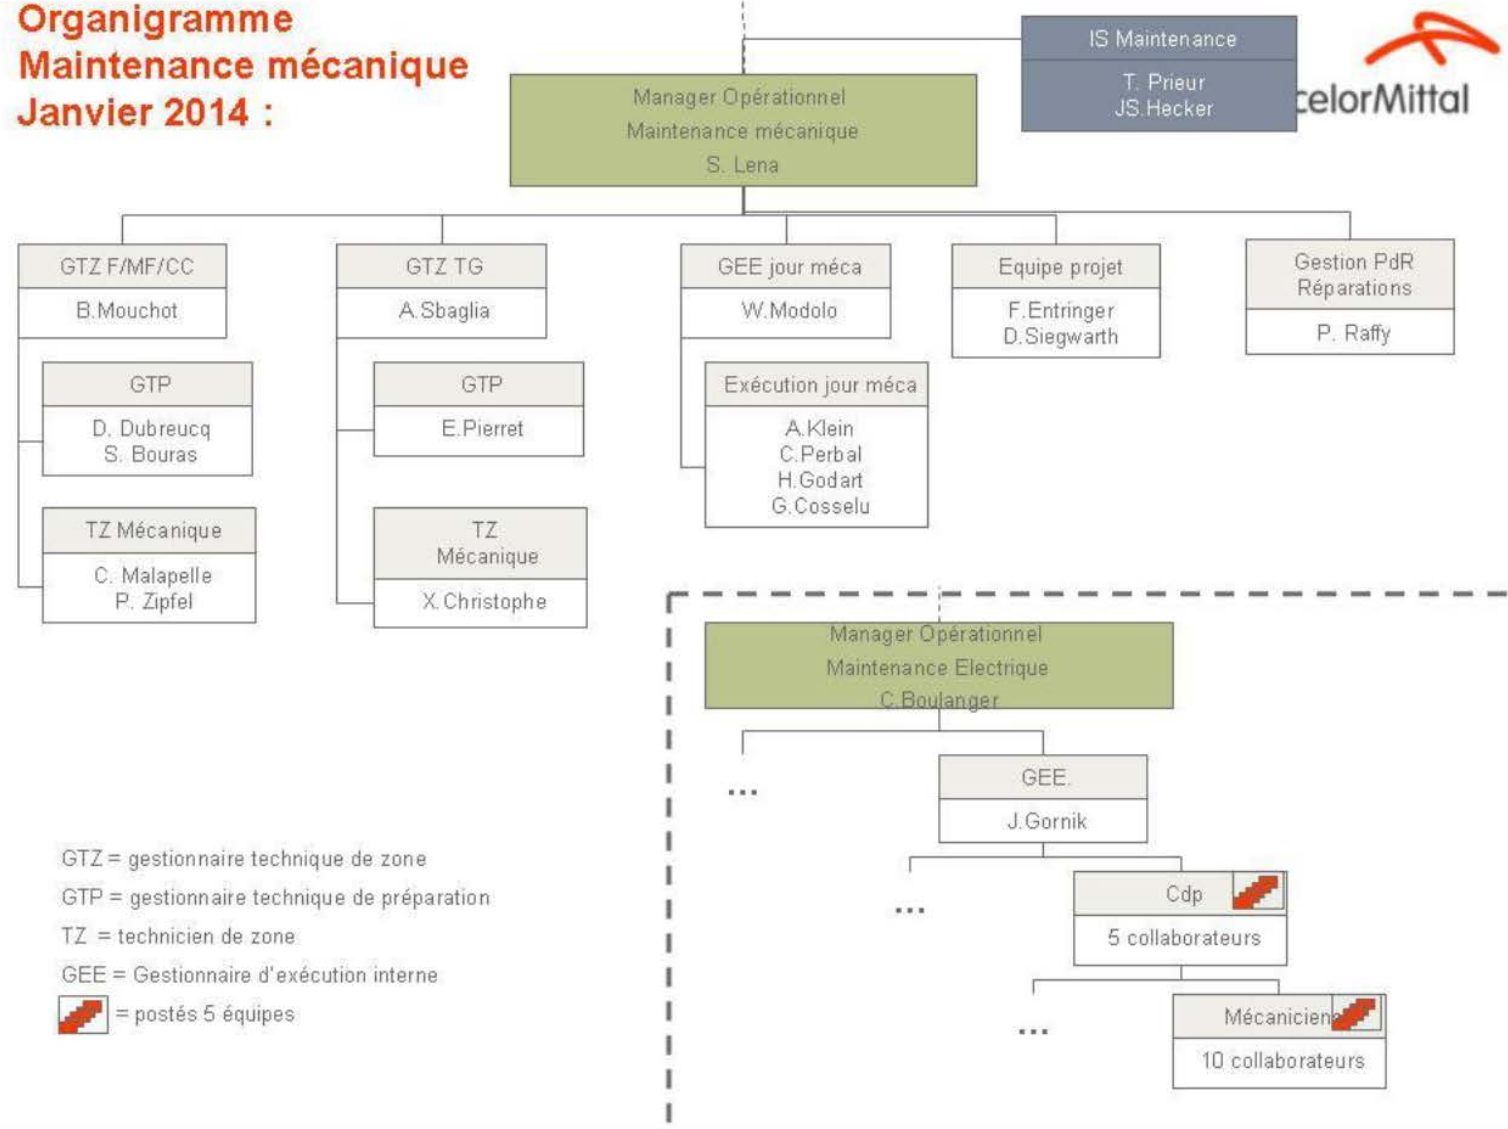 Organigramme
Maintenance mécanique
Janvier 2014 :
IS Maintenance
T. Prieur
JS.Hecker
celorMittal
Manager Opérationnel
Maintenance mécanique
S. Lena
GTZ F/MF/CC
B.Mouchot
GTP
D. Dubreucq
S. Bouras
TZ Mécanique
C. Malapelle
P. Zipfel
GTZ TG
A.Sbaglia
GTP
E.Pierret
TZ
Mécanique
X.Christophe
GEE jour méca
W.Modolo
Exécution jour méca
A.Klein
C.Perbal
H.Godart
G.Cosselu
Equipe projet
F.Entringer
D.Siegwarth
Gestion PdR
Réparations
P. Raffy
Manager Opérationnel
Maintenance Electrique
C.Boulanger
...
GEE.
J.Gornik
...
Cdp
5 collaborateurs
...
Mécaniciens
10 collaborateurs
GTZ = gestionnaire technique de zone
GTP = gestionnaire technique de préparation
TZ = technicien de zone
GEE = Gestionnaire d'exécution interne
= postés 5 équipes